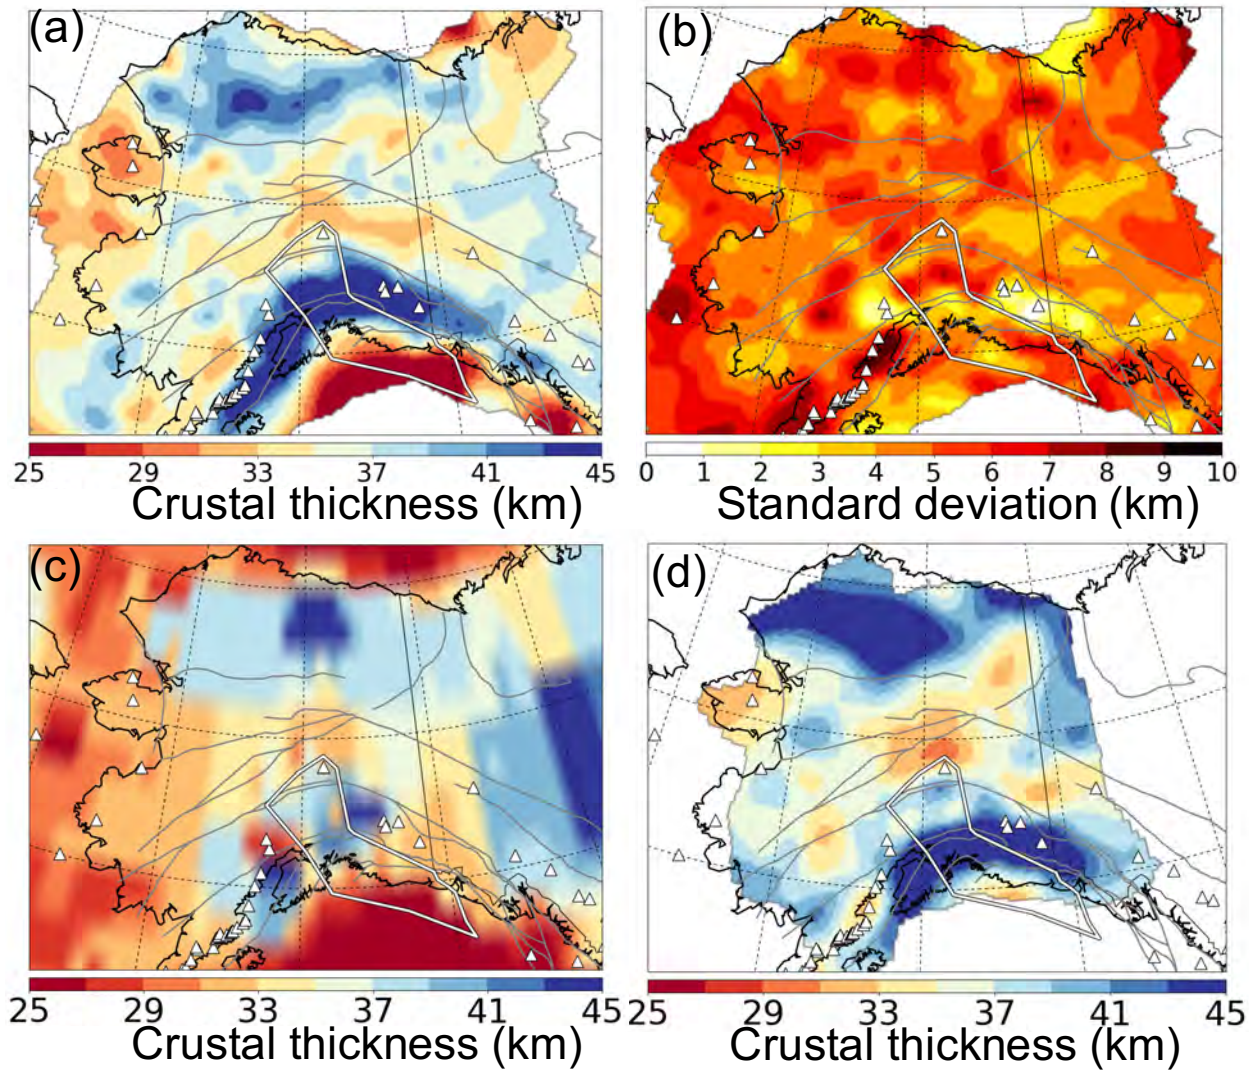 (a)
(b)
25 29 33 37 41 45
Crustal thickness (km)
0 1 2 3 4 5 6 7 8 9 10
Standard deviation (km)
(c)
(d)
25 29 33 37 41 45
Crustal thickness (km)
25 29 33 37 41 45
Crustal thickness (km)